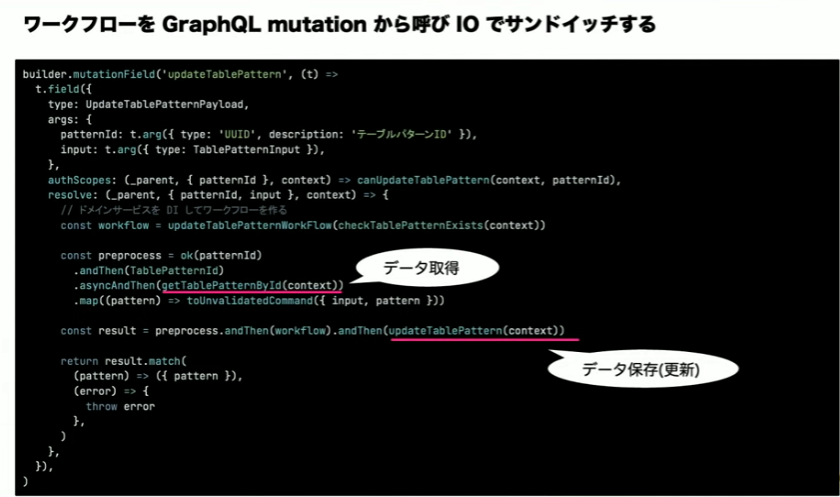 ワークフローを GraphQL mutation から呼び IO でサンドイッチする
builder.mutationField('updateTablePattern', (t) =>
  t.field({
    type: UpdateTablePatternPayload,
    args: {
      patternId: t.arg({ type: 'UUID', description: 'テーブルパターンID' }),
      input: t.arg({ type: TablePatternInput }),
    },
    authScopes: (_parent, { patternId }, context) => canUpdateTablePattern(context, patternId),
    resolve: (_parent, { patternId, input }, context) => {
      // ドメインサービスを DI してワークフローを作る
      const workflow = updateTablePatternWorkFlow(checkTablePatternExists(context))
      const preprocess = ok(patternId)
        .andThen(TablePatternId)
        .asyncAndThen(getTablePatternById(context))
        .map((pattern) => toUnvalidatedCommand({ input, pattern }))
データ取得
      const result = preprocess.andThen(workflow).andThen(updateTablePattern(context))
データ保存(更新)
      return result.match(
        (pattern) => ({ pattern }),
        (error) => {
          throw error
        },
      )
    },
  }),
)